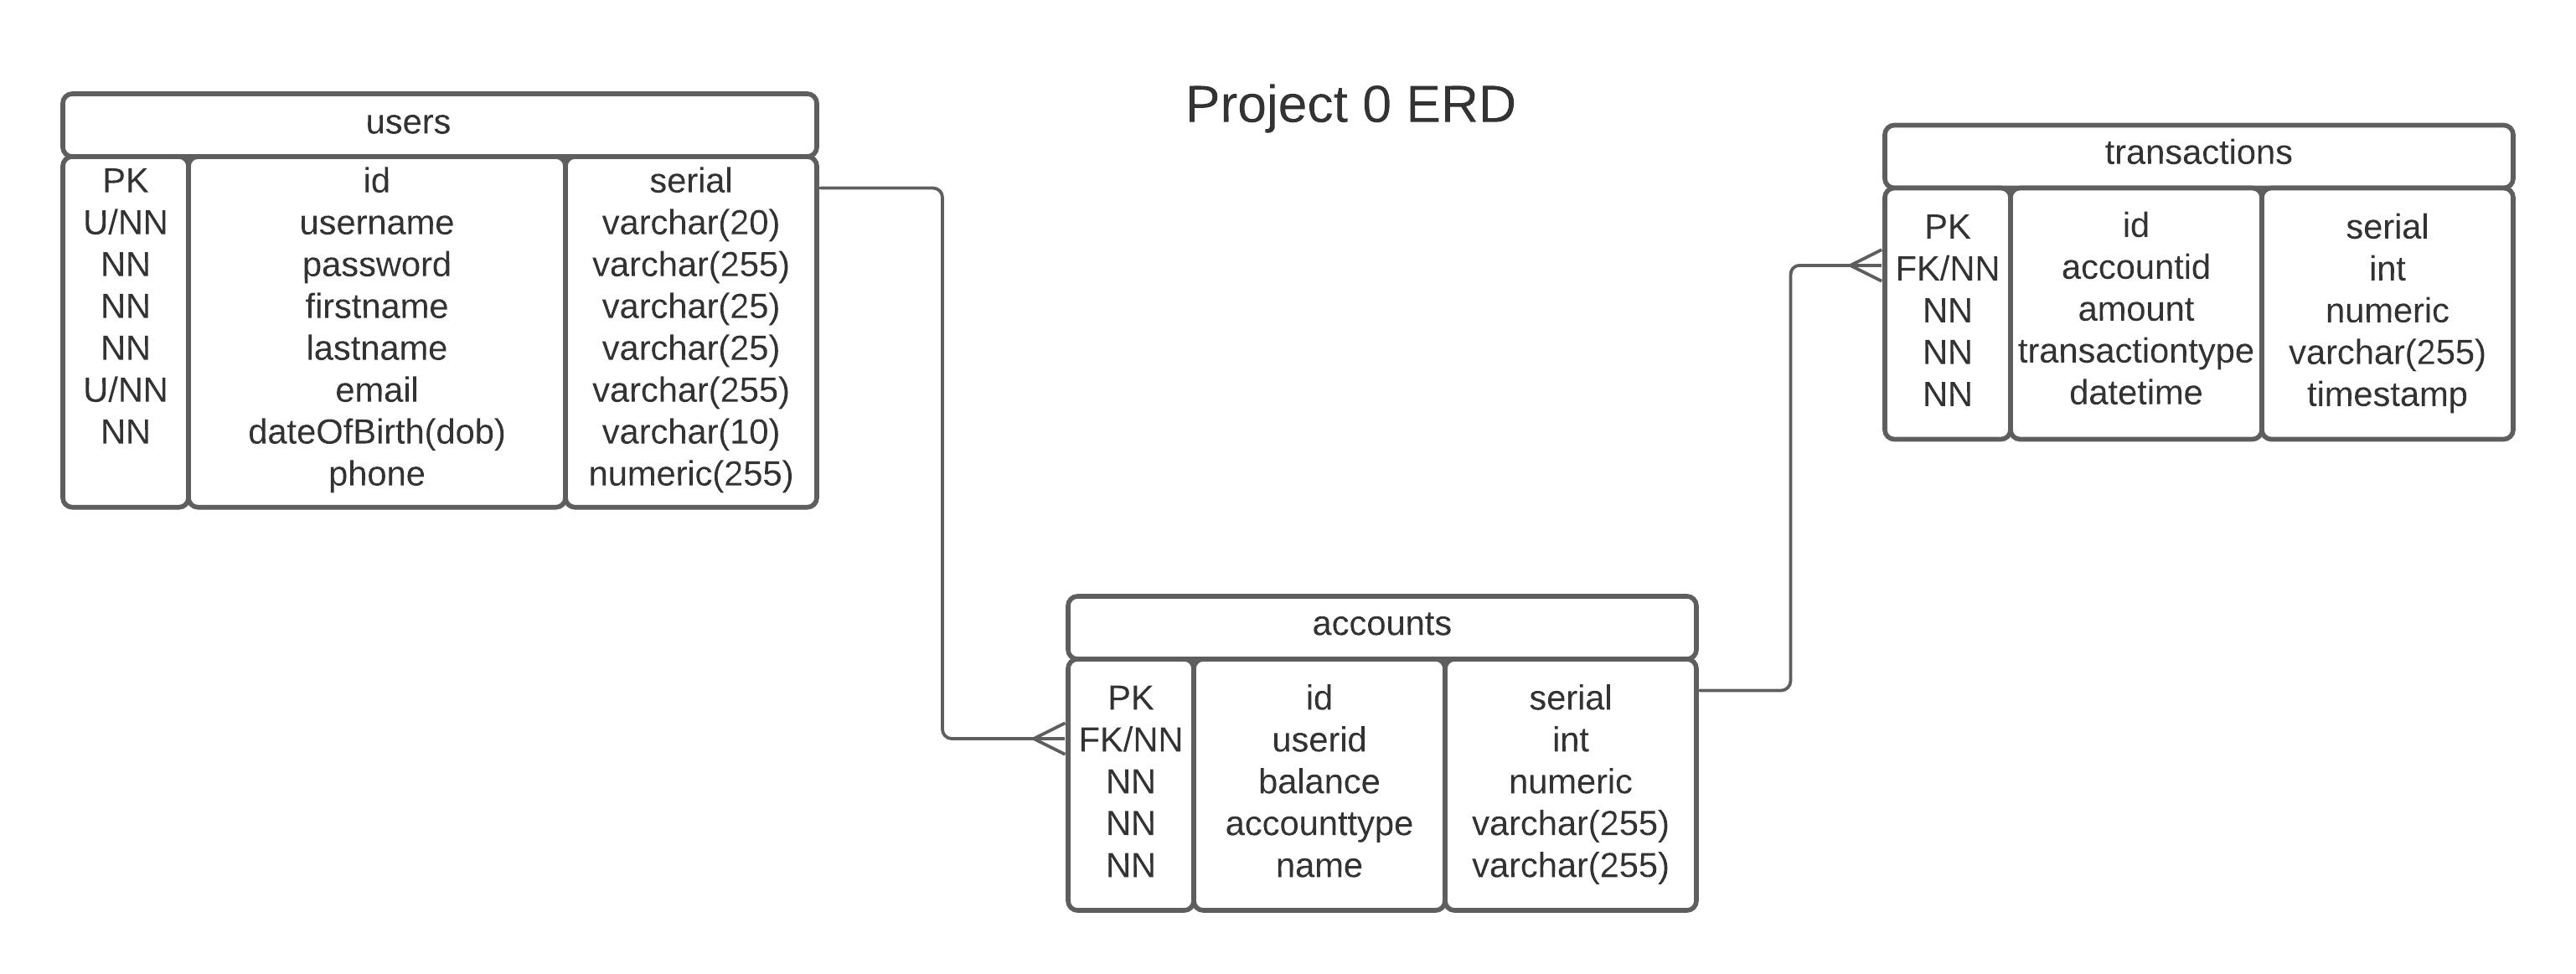 Project 0 ERD
users
PK id serial
U/NN username varchar(20)
NN password varchar(255)
NN firstname varchar(25)
NN lastname varchar(25)
U/NN email varchar(255)
NN dateOfBirth(dob) varchar(10)
phone numeric(255)
transactions
PK id serial
FK/NN accountid int
NN amount numeric
NN transactiontype varchar(255)
NN datetime timestamp
accounts
PK id serial
FK/NN userid int
NN balance numeric
NN accounttype varchar(255)
NN name varchar(255)